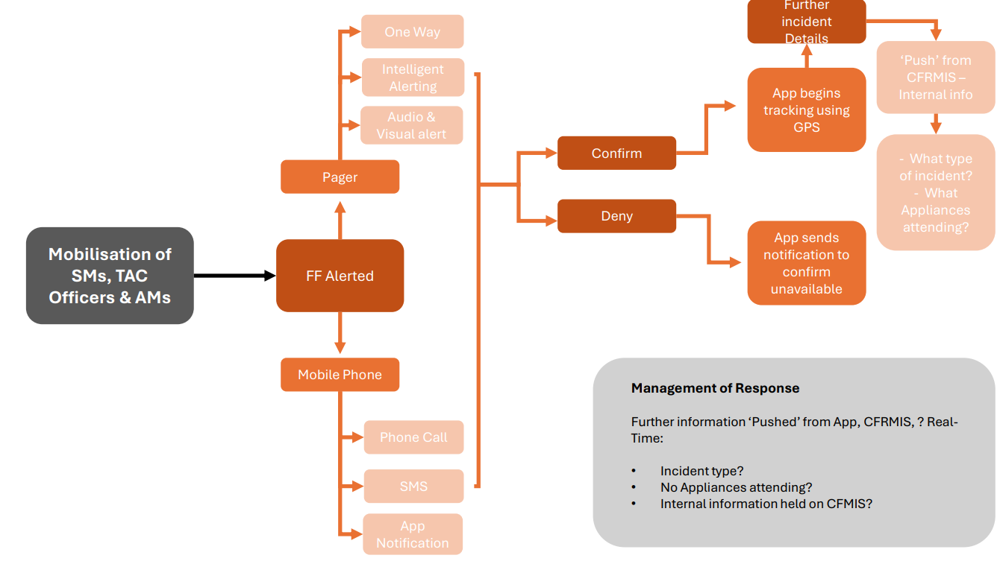 One Way
Intelligent
Alerting
Audio &
Visual alert
Pager
Mobilisation of
SMs, TAC
Officers & AMs
FF Alerted
Mobile Phone
Phone Call
SMS
App
Notification
Confirm
Deny
Further
incident
Details
App begins
tracking using
GPS
‘Push’ from
CFRMIS –
Internal info
- What type
of incident?
- What
Appliances
attending?
App sends
notification to
confirm
unavailable
Management of Response
Further information ‘Pushed’ from App, CFRMIS, ? Real-
Time:
• Incident type?
• No Appliances attending?
• Internal information held on CFMIS?